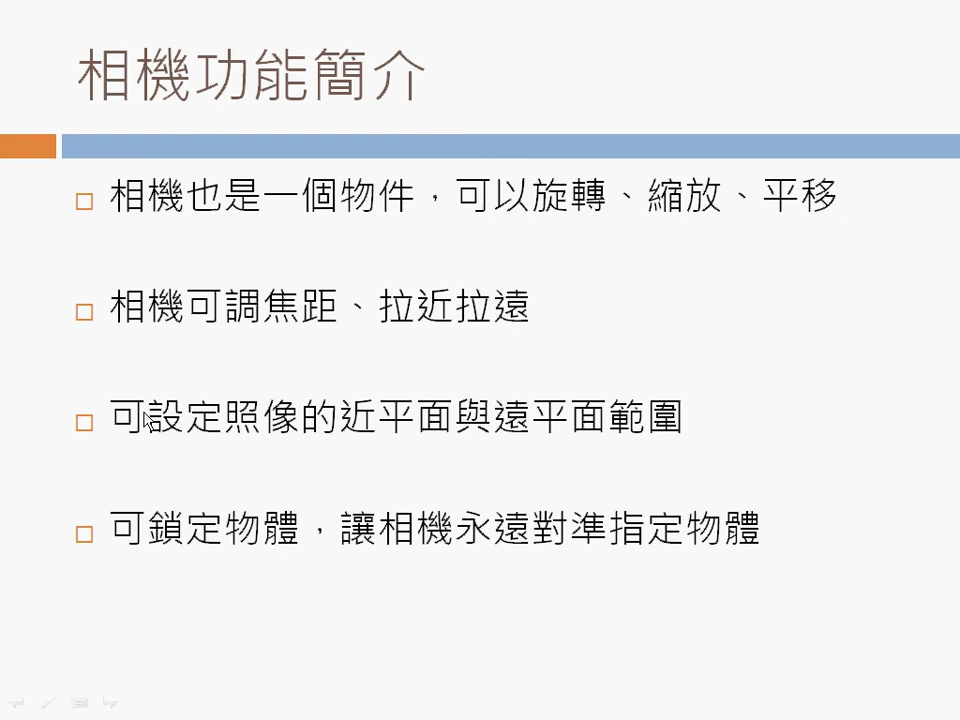 相機功能簡介
相機也是一個物件，可以旋轉、縮放、平移
相機可調焦距、拉近拉遠
可設定照像的近平面與遠平面範圍
可鎖定物體，讓相機永遠對準指定物體